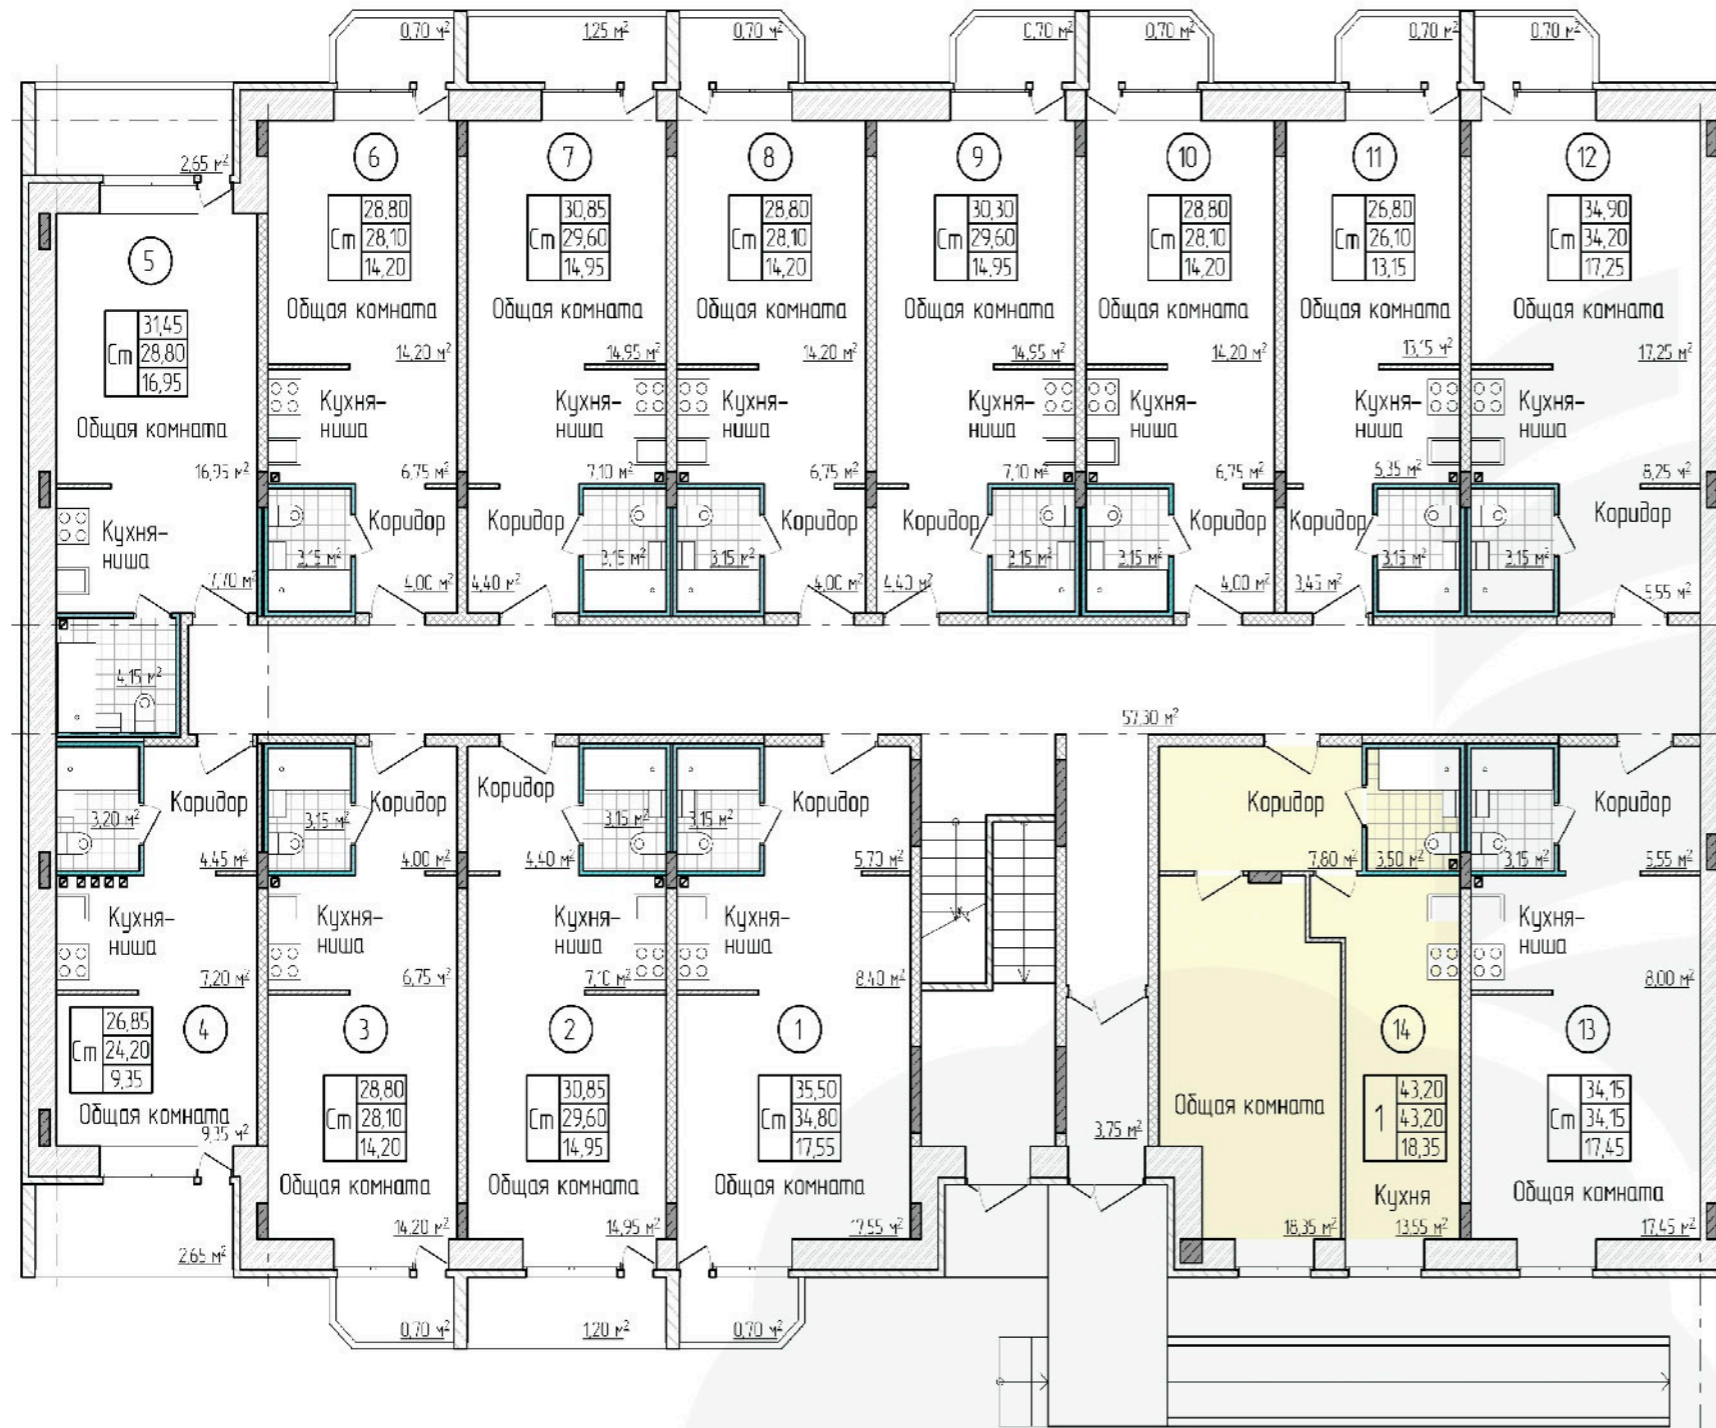 0,70 м²
1,25 м²
0,70 м²
0,70 м²
0,70 м²
0,70 м²
0,70 м²
2,65 м²
5
Ст
31,45
28,80
16,95
Общая комната
16,95 м²
Кухня-
ниша
7,70 м²
4,15 м²
6
Ст
28,80
28,10
14,20
Общая комната
14,20 м²
Кухня-
ниша
6,75 м²
Коридор
3,15 м²
4,00 м²
7
Ст
30,85
29,60
14,95
Общая комната
14,95 м²
Кухня-
ниша
7,10 м²
Коридор
4,40 м²
3,15 м²
8
Ст
28,80
28,10
14,20
Общая комната
14,20 м²
Кухня-
ниша
6,75 м²
Коридор
3,15 м²
4,00 м²
9
Ст
30,30
29,60
14,95
Общая комната
14,95 м²
Кухня-
ниша
7,10 м²
Коридор
4,40 м²
3,15 м²
10
Ст
28,80
28,10
14,20
Общая комната
14,20 м²
Кухня-
ниша
6,75 м²
Коридор
3,15 м²
4,00 м²
11
Ст
26,80
26,10
13,15
Общая комната
13,15 м²
Кухня-
ниша
6,35 м²
Коридор
3,45 м²
3,15 м²
12
Ст
34,90
34,20
17,25
Общая комната
17,25 м²
Кухня-
ниша
8,25 м²
Коридор
3,15 м²
5,55 м²
57,30 м²
Коридор
3,20 м²
4,45 м²
Кухня-
ниша
7,20 м²
4
Ст
26,85
24,20
9,35
Общая комната
9,35 м²
2,65 м²
Коридор
3,15 м²
4,00 м²
Кухня-
ниша
6,75 м²
3
Ст
28,80
28,10
14,20
Общая комната
14,20 м²
0,70 м²
Коридор
4,40 м²
3,15 м²
Кухня-
ниша
7,10 м²
2
Ст
30,85
29,60
14,95
Общая комната
14,95 м²
1,20 м²
Коридор
3,15 м²
5,70 м²
Кухня-
ниша
8,40 м²
1
Ст
35,50
34,80
17,55
Общая комната
17,55 м²
0,70 м²
3,75 м²
Коридор
7,80 м²
3,50 м²
14
1
43,20
43,20
18,35
Общая комната
18,35 м²
Кухня
13,55 м²
Коридор
3,15 м²
5,55 м²
Кухня-
ниша
8,00 м²
13
Ст
34,15
34,15
17,45
Общая комната
17,45 м²